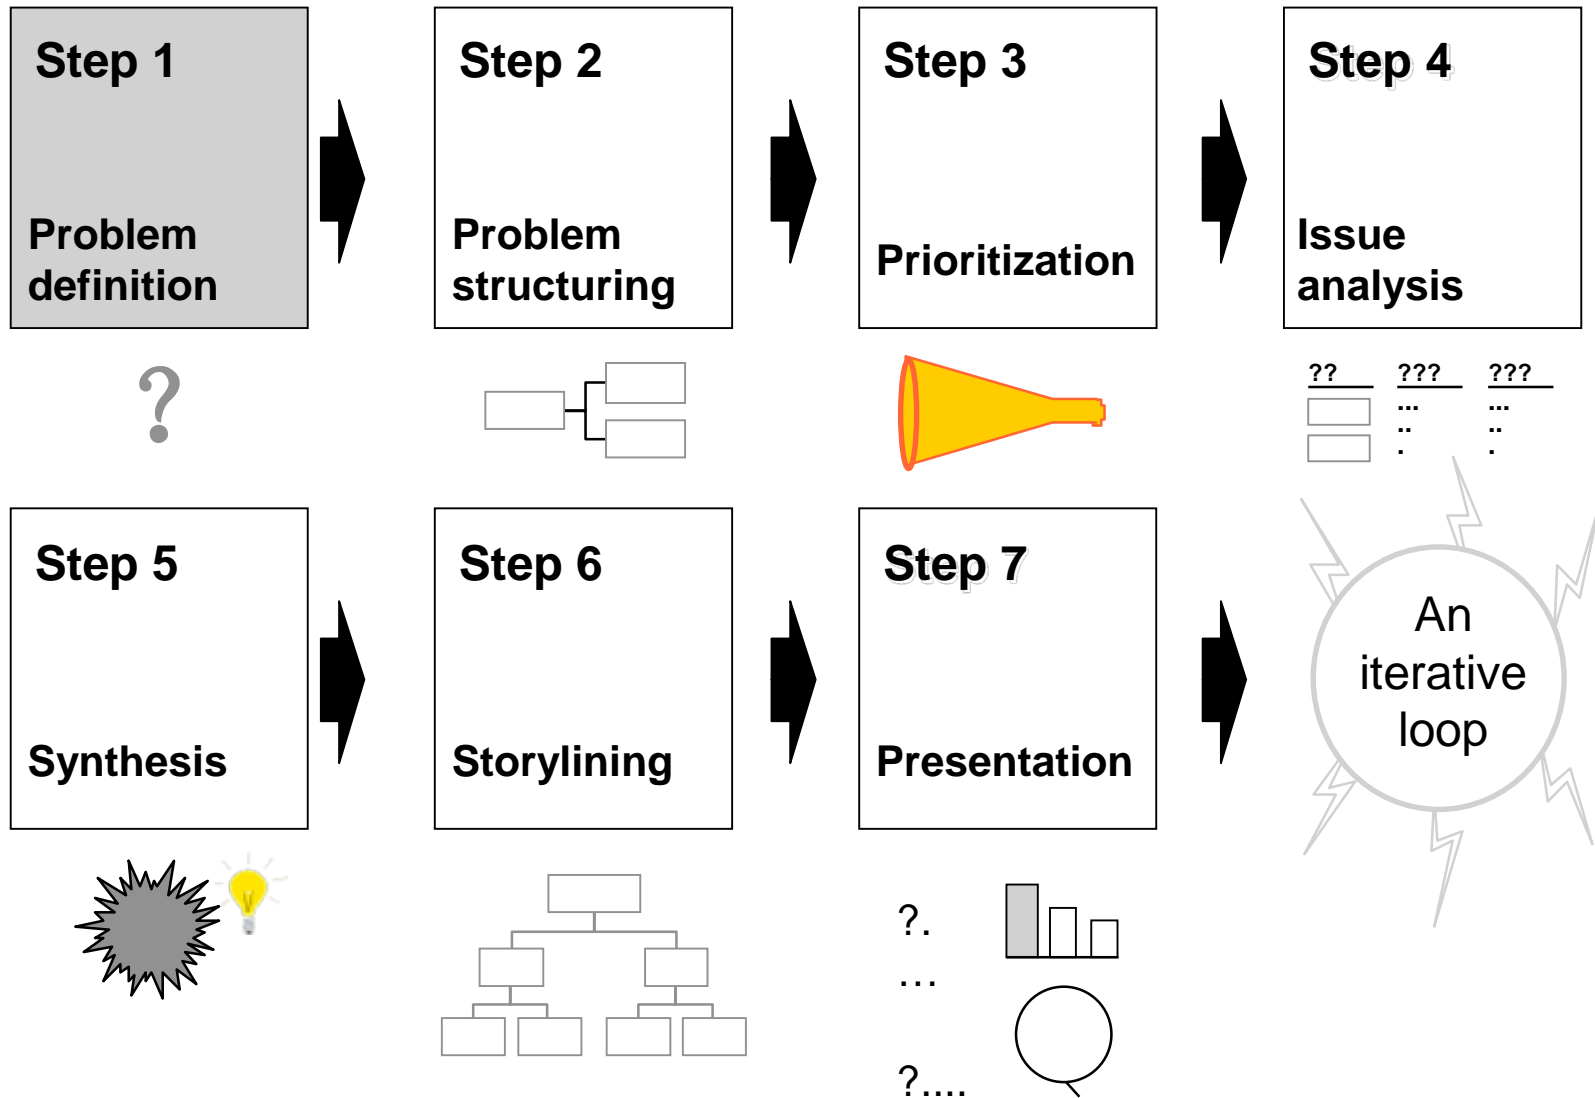 Step 1
Problem
definition
Step 2
Problem
structuring
Step 3
Prioritization
Step 4
Issue
analysis
?
?? ??? ???
... ...
.. ..
. .
Step 5
Synthesis
Step 6
Storylining
Step 7
Presentation
An
iterative
loop
?.
...
?....